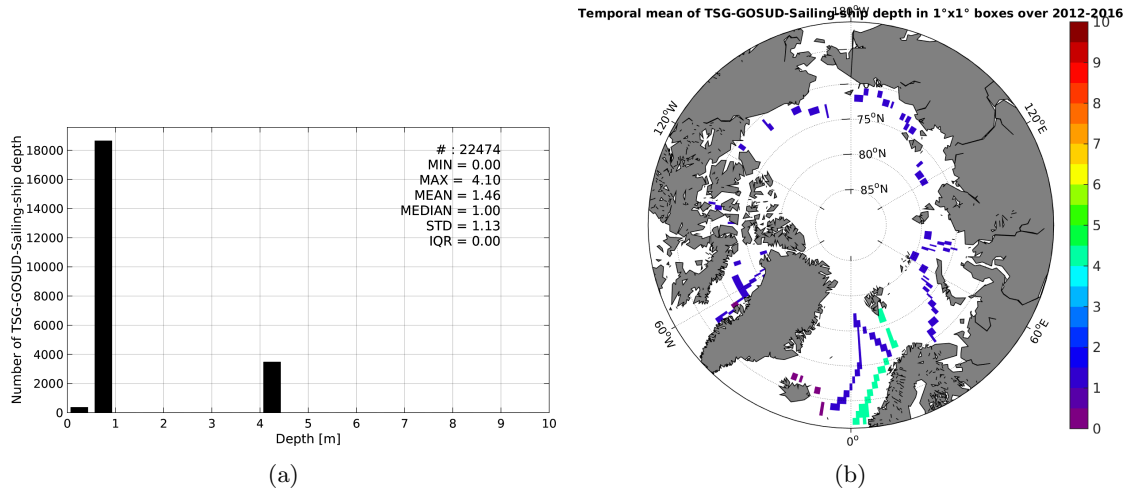 Temporal mean of TSG-GOSUD-Sailing-ship depth in 1°x1° boxes over 2012-2016
Number of TSG-GOSUD-Sailing-ship depth
18000
16000
14000
12000
10000
8000
6000
4000
2000
0
# : 22474
MIN = 0.00
MAX = 4.10
MEAN = 1.46
MEDIAN = 1.00
STD = 1.13
IQR = 0.00
0 1 2 3 4 5 6 7 8 9 10
Depth [m]
(a)
180°W
120°W
120°E
75°N
80°N
85°N
60°W
60°E
0°
10
9
8
7
6
5
4
3
2
1
0
(b)